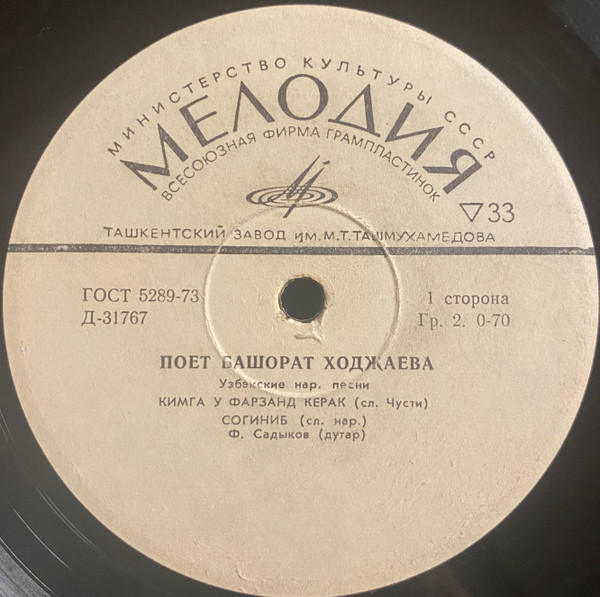 МИНИСТЕРСТВО КУЛЬТУРЫ СССР
МЕЛОДИЯ
ВСЕСОЮЗНАЯ ФИРМА ГРАМПЛАСТИНОК
▽33
ТАШКЕНТСКИЙ ЗАВОД им. М.Т. ТАШМУХАМЕДОВА
ГОСТ 5289-73
1 сторона
Д-31767
Гр. 2. 0-70
ПОЕТ БАШОРАТ ХОДЖАЕВА
Узбекские нар. песни
КИМГА У ФАРЗАНД КЕРАК (сл. Чусти)
СОГИНИБ (сл. нар.)
Ф. Садыков (дутар)